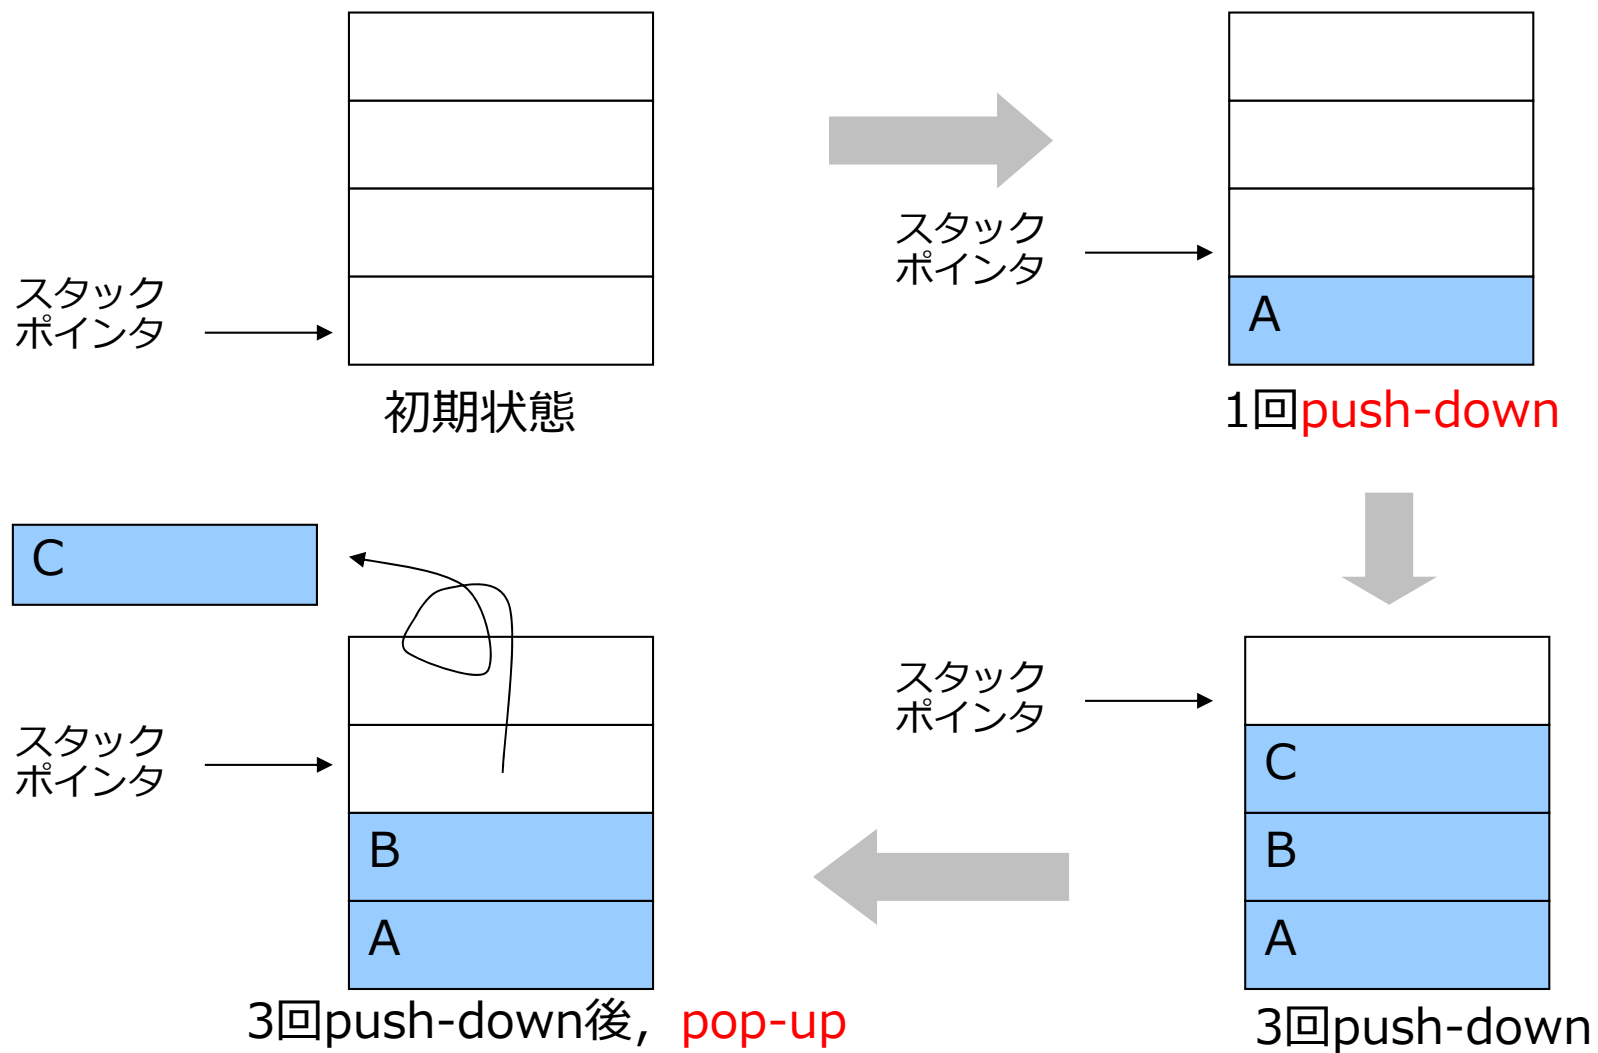 スタック
ポインタ
初期状態
スタック
ポインタ
A
1回push-down
C
スタック
ポインタ
B
A
3回push-down後，pop-up
スタック
ポインタ
C
B
A
3回push-down